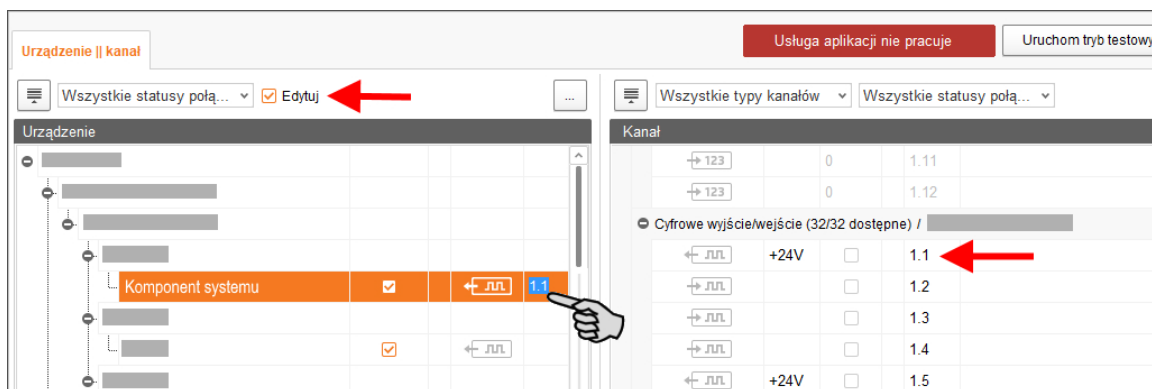 Urządzenie || kanał
Usługa aplikacji nie pracuje
Uruchom tryb testowy
Wszystkie statusy połą...
Edytuj
...
Wszystkie typy kanałów
Wszystkie statusy połą...
Urządzenie
Kanał
123 0 1.11
123 0 1.12
Cyfrowe wyjście/wejście (32/32 dostępne) /
+24V 1.1
Komponent systemu 1.1
1.2
1.3
1.4
+24V 1.5